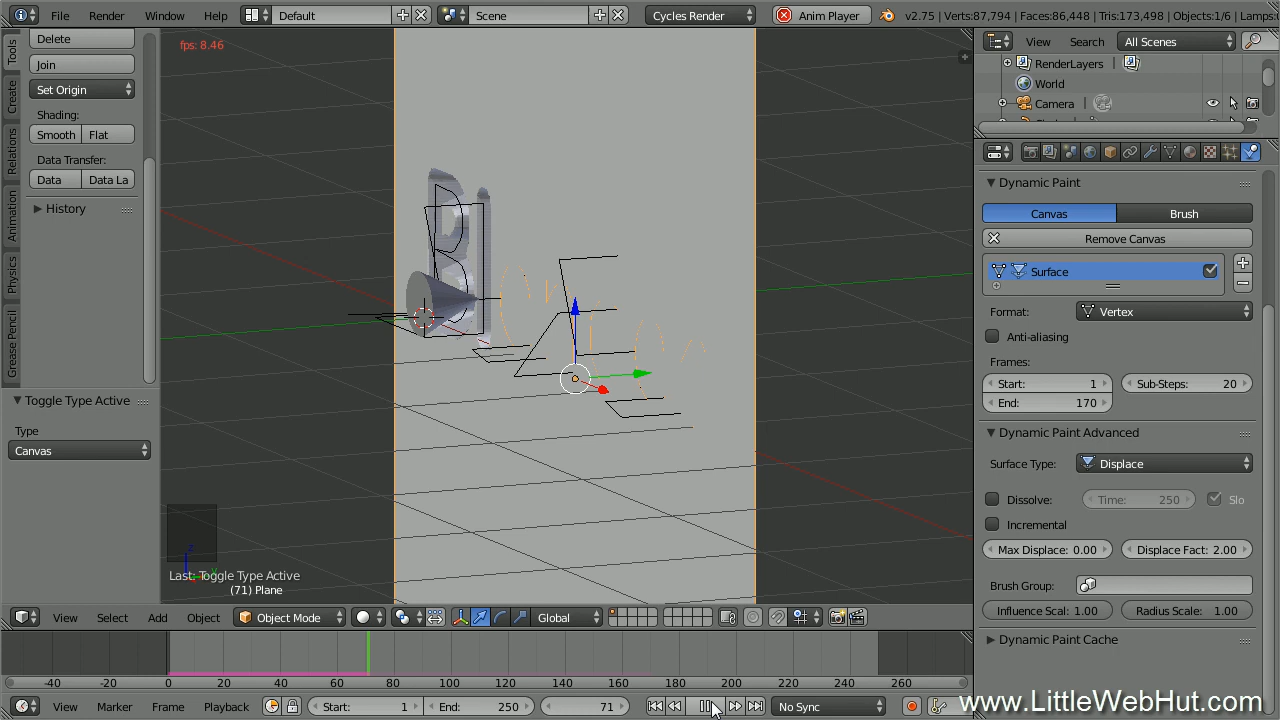 File Render Window Help Default Scene Cycles Render Anim Player v2.75 | Verts:87,794 | Faces:86,448 | Tris:173,498 | Objects:1/6 | Lamps:
Tools
Create
Relations
Animation
Physics
Grease Pencil
Delete
Join
Set Origin
Shading:
Smooth Flat
Data Transfer:
Data Data La
History
Toggle Type Active
Type
Canvas
fps: 8.46
Last: Toggle Type Active
(71) Plane
View Select Add Object Object Mode Global
-40 -20 0 20 40 60 80 100 120 140 160 180 200 220 240 260
View Marker Frame Playback Start: 1 End: 250 71 No Sync
View Search All Scenes
RenderLayers
World
Camera
Dynamic Paint
Canvas Brush
Remove Canvas
Surface
Format: Vertex
Anti-aliasing
Frames:
Start: 1 Sub-Steps: 20
End: 170
Dynamic Paint Advanced
Surface Type: Displace
Dissolve: Time: 250 Slo
Incremental
Max Displace: 0.00 Displace Fact: 2.00
Brush Group:
Influence Scal: 1.00 Radius Scale: 1.00
Dynamic Paint Cache
www.LittleWebHut.com